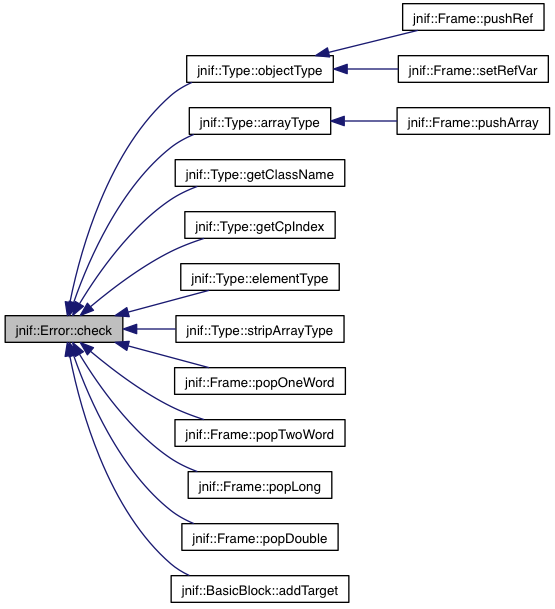 jnif::Frame::pushRef
jnif::Type::objectType
jnif::Frame::setRefVar
jnif::Type::arrayType
jnif::Frame::pushArray
jnif::Type::getClassName
jnif::Type::getCpIndex
jnif::Type::elementType
jnif::Error::check
jnif::Type::stripArrayType
jnif::Frame::popOneWord
jnif::Frame::popTwoWord
jnif::Frame::popLong
jnif::Frame::popDouble
jnif::BasicBlock::addTarget